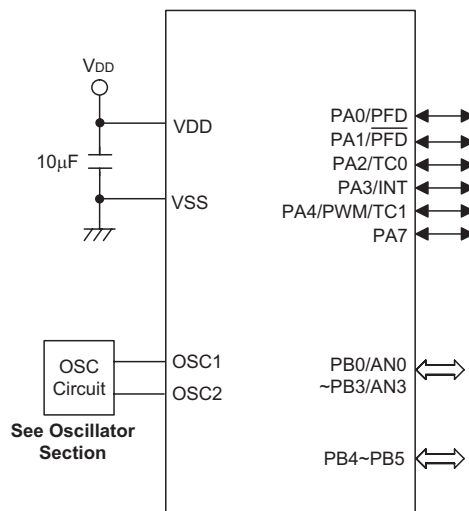 VDD
VDD
10μF
VSS
PA0/PFD
PA1/P̅F̅D̅
PA2/TC0
PA3/INT
PA4/PWM/TC1
PA7
OSC
Circuit
OSC1
OSC2
See Oscillator
Section
PB0/AN0
~PB3/AN3
PB4~PB5